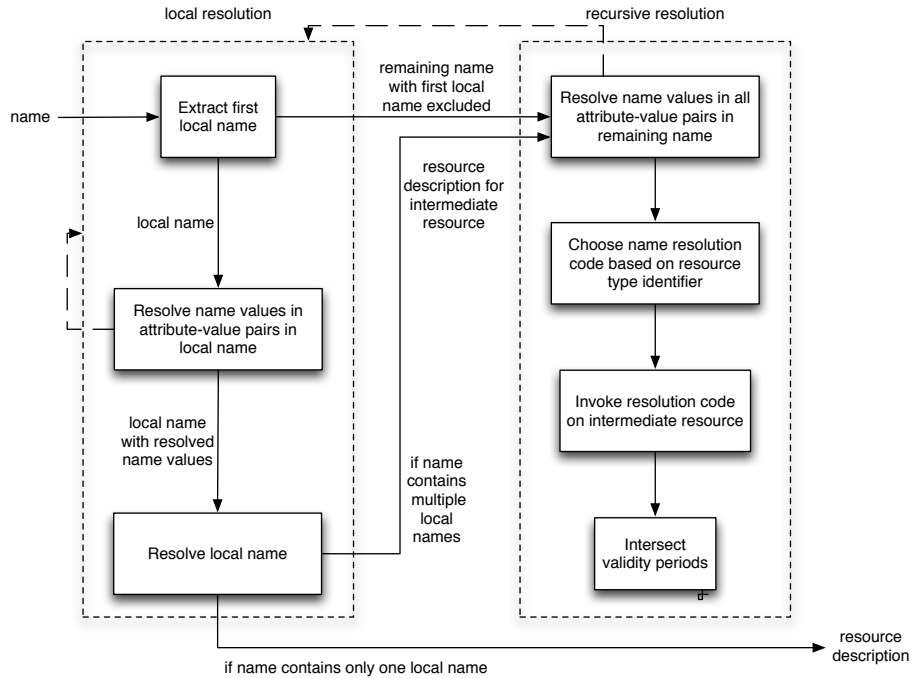 local resolution
recursive resolution
name
Extract first
local name
remaining name
with first local
name excluded
Resolve name values in all
attribute-value pairs in
remaining name
local name
resource
description for
intermediate
resource
Choose name resolution
code based on resource
type identifier
Resolve name values in
attribute-value pairs in
local name
Invoke resolution code
on intermediate resource
local name
with resolved
name values
if name
contains
multiple
local
names
Resolve local name
Intersect
validity periods
resource
description
if name contains only one local name